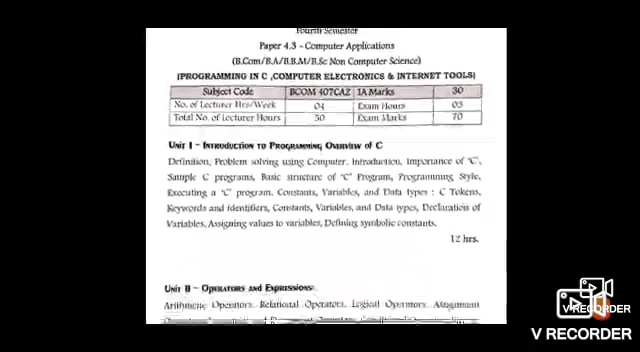 Fourth Semester
Paper 4.3 – Computer Applications
(B.Com/B.A/B.B.M/B.Sc Non Computer Science)
(PROGRAMMING IN C ,COMPUTER ELECTRONICS & INTERNET TOOLS)
Subject Code BCOM 407CA2 IA Marks 30
No. of Lecturer Hrs/Week 04 Exam Hours 03
Total No. of Lecturer Hours 50 Exam Marks 70
Unit I – Introduction to Programming Overview of C
Definition, Problem solving using Computer. Introduction, Importance of 'C',
Sample C programs, Basic structure of 'C' Program, Programming Style,
Executing a 'C' program, Constants, Variables, and Data types : C Tokens,
Keywords and identifiers, Constants, Variables, and Data types, Declaration of
Variables, Assigning values to variables, Defining symbolic constants.
12 hrs.
Unit II – Operators and Expressions:
Arithmetic Operators, Relational Operators, Logical Operators, Assignment
V RECORDER
V RECORDER